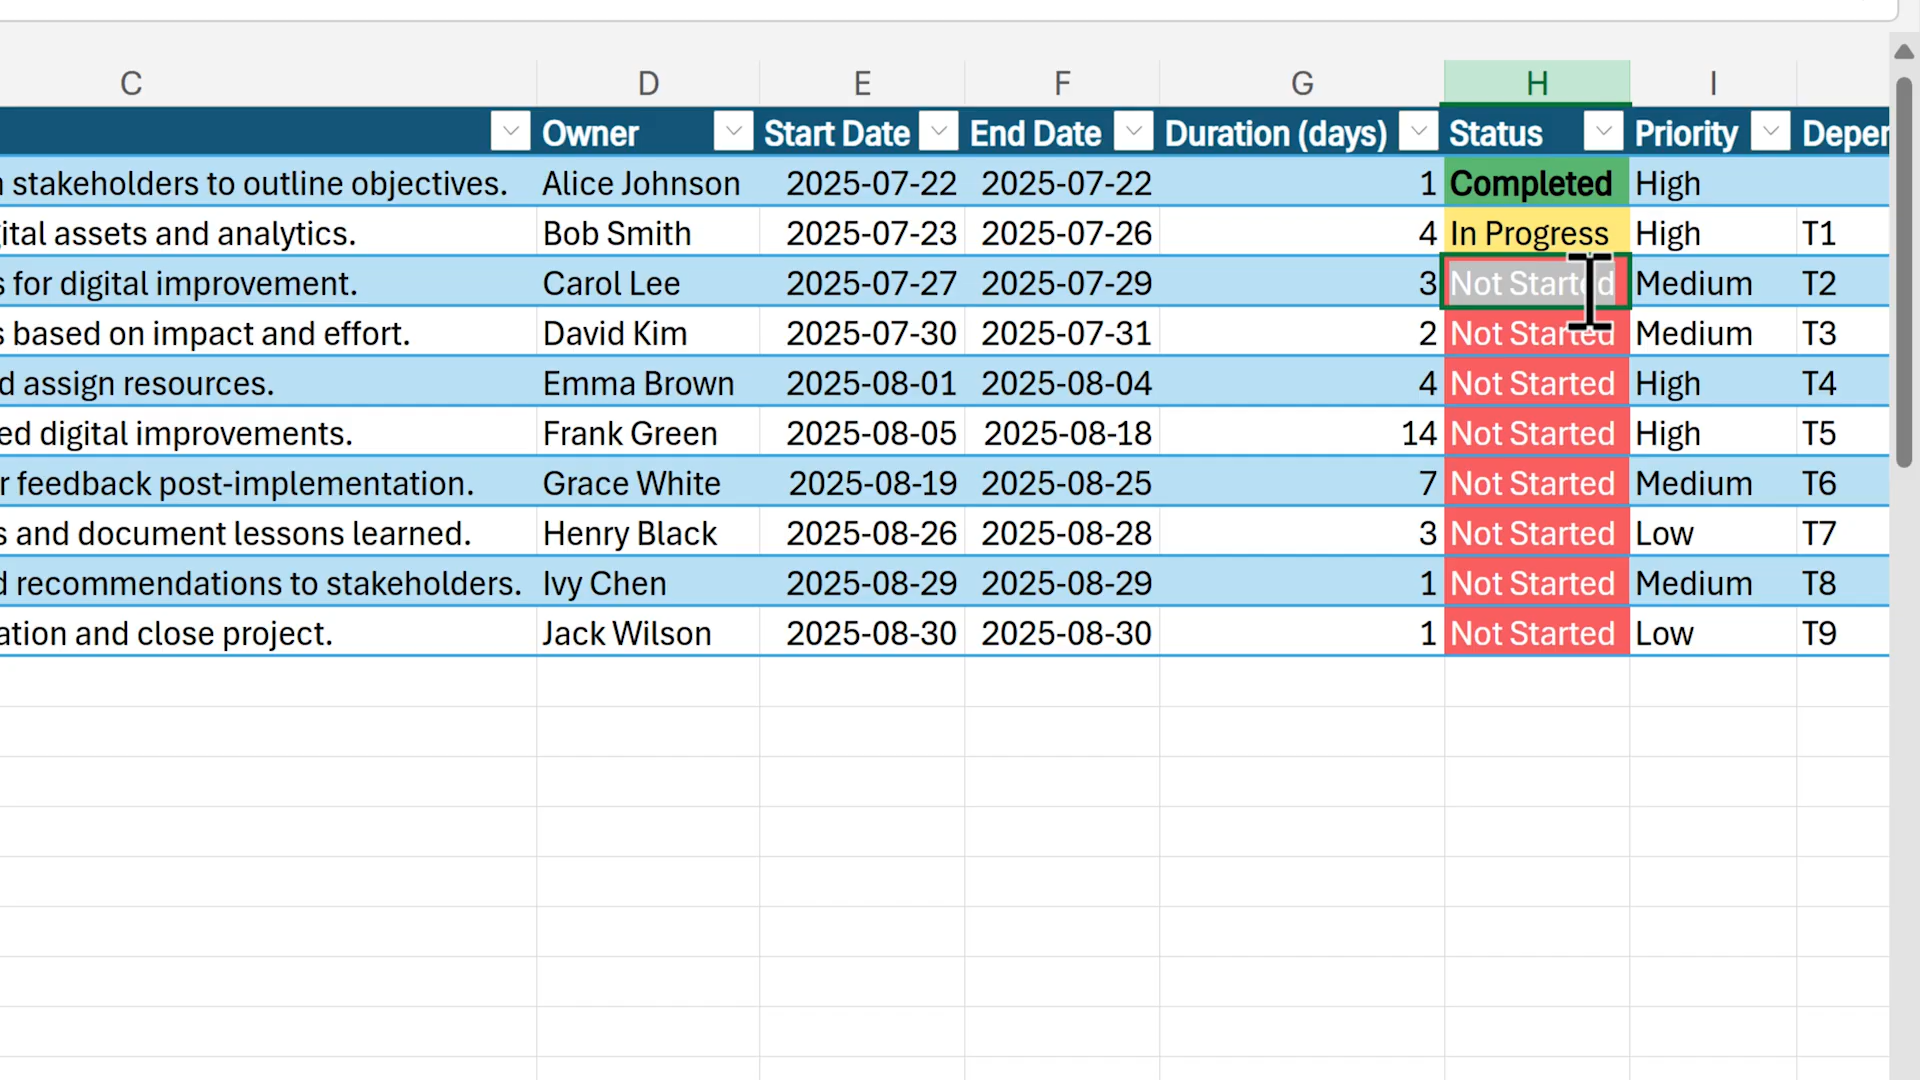 C D E F G H I
Owner Start Date End Date Duration (days) Status Priority
stakeholders to outline objectives. Alice Johnson 2025-07-22 2025-07-22 1 Completed High
assets and analytics. Bob Smith 2025-07-23 2025-07-26 4 In Progress High T1
for digital improvement. Carol Lee 2025-07-27 2025-07-29 3 Not Started Medium T2
based on impact and effort. David Kim 2025-07-30 2025-07-31 2 Not Started Medium T3
assign resources. Emma Brown 2025-08-01 2025-08-04 4 Not Started High T4
digital improvements. Frank Green 2025-08-05 2025-08-18 14 Not Started High T5
feedback post-implementation. Grace White 2025-08-19 2025-08-25 7 Not Started Medium T6
and document lessons learned. Henry Black 2025-08-26 2025-08-28 3 Not Started Low T7
recommendations to stakeholders. Ivy Chen 2025-08-29 2025-08-29 1 Not Started Medium T8
and close project. Jack Wilson 2025-08-30 2025-08-30 1 Not Started Low T9